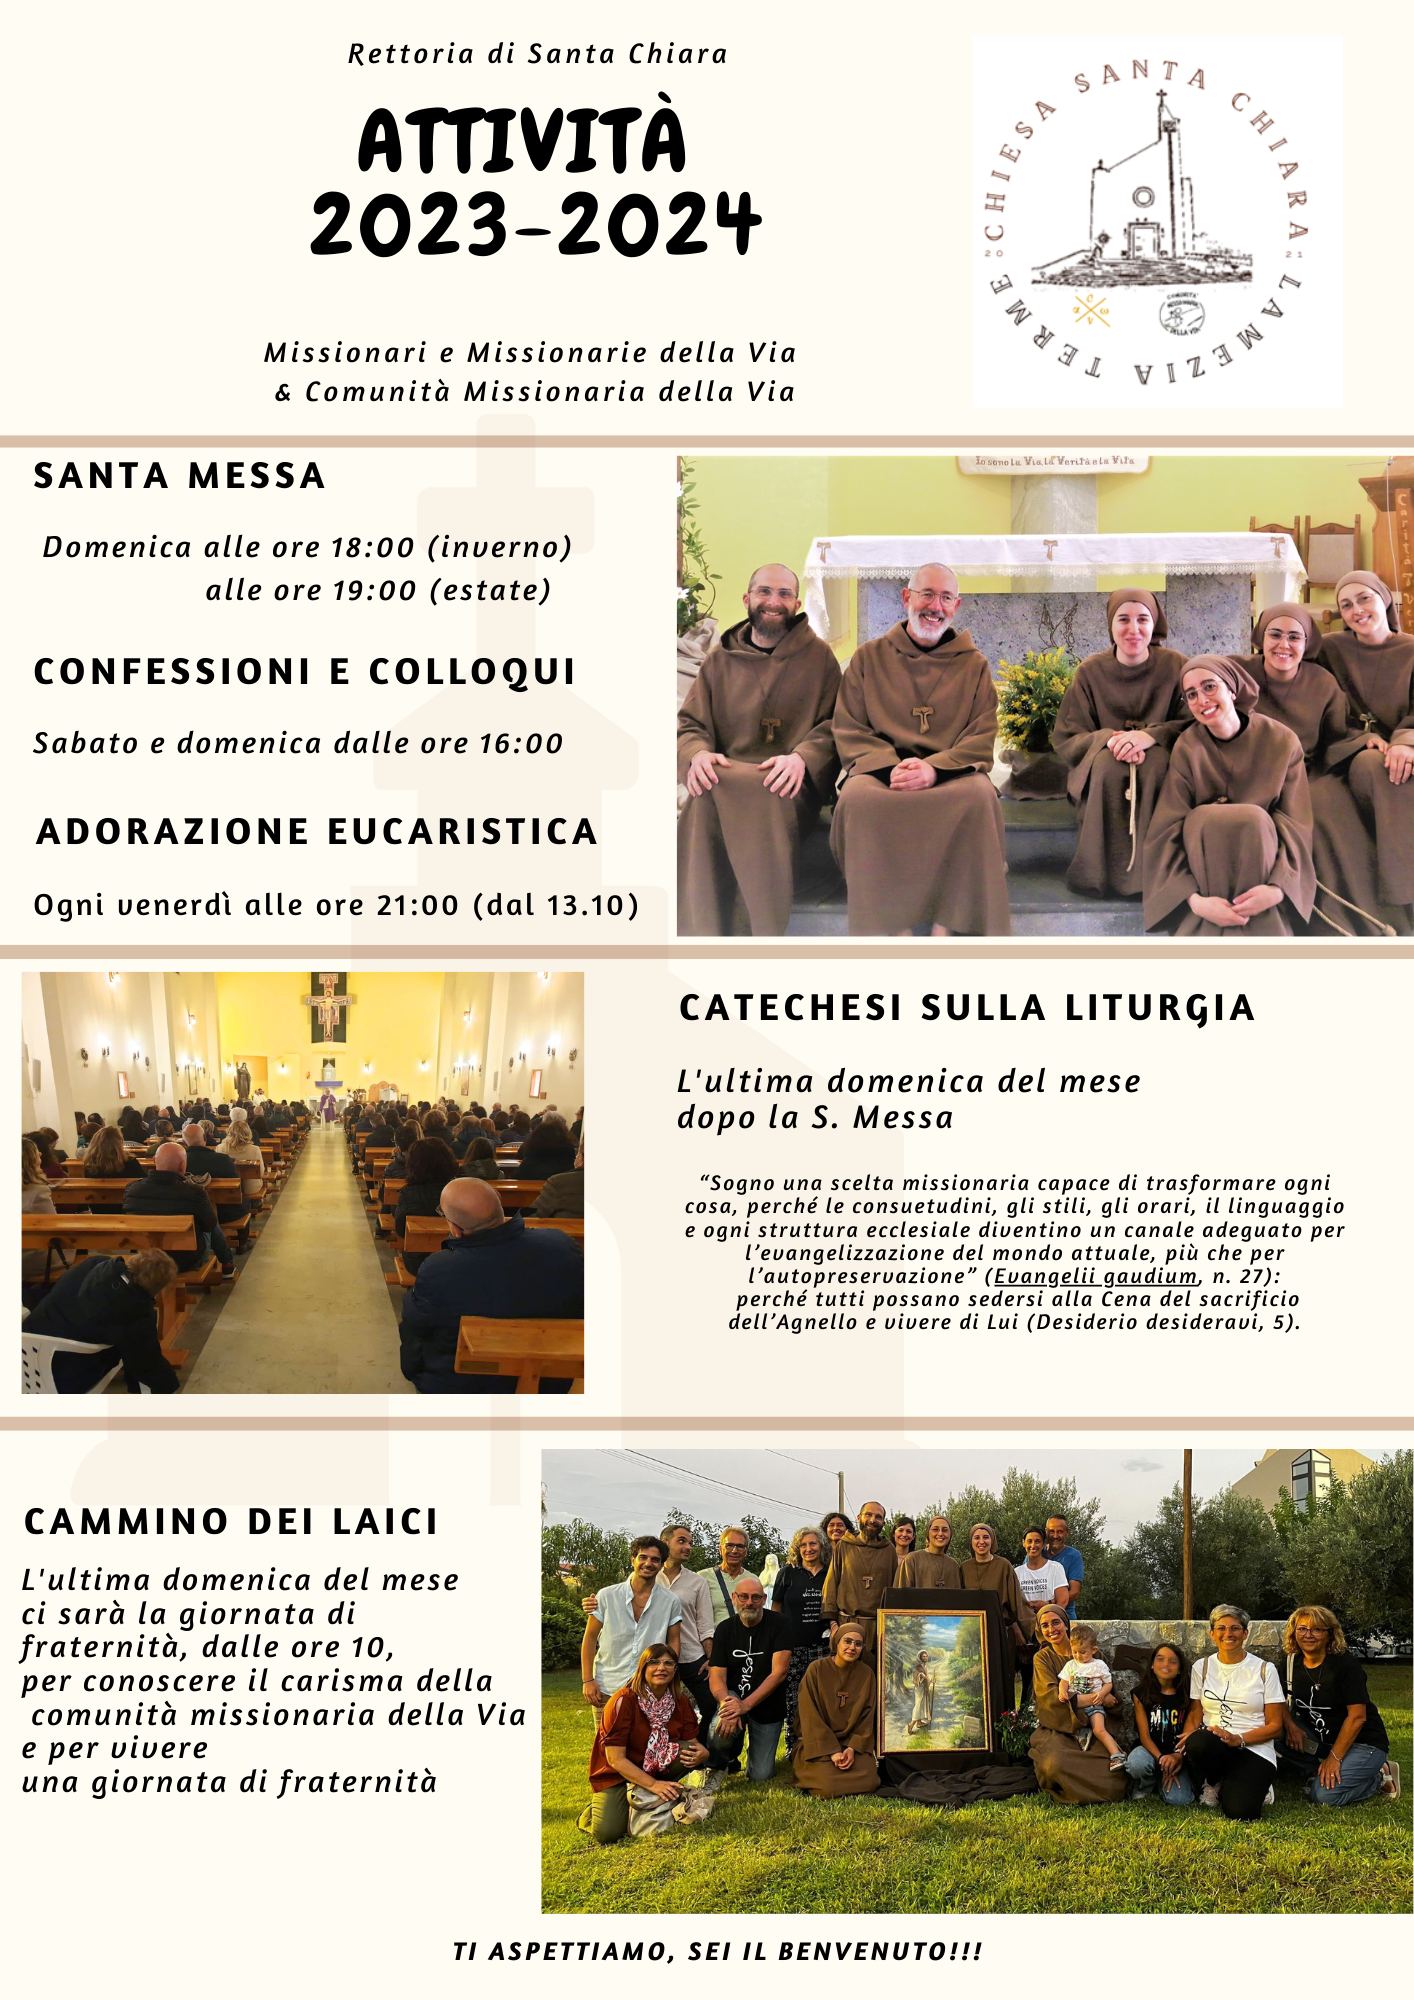 Rettoria di Santa Chiara
ATTIVITÀ
2023-2024
CHIESA SANTA CHIARA LAMEZIA TERME
20 21
COMUNITA'
DELLA VIA
Missionari e Missionarie della Via
& Comunità Missionaria della Via
SANTA MESSA
Domenica alle ore 18:00 (inverno)
alle ore 19:00 (estate)
CONFESSIONI E COLLOQUI
Sabato e domenica dalle ore 16:00
ADORAZIONE EUCARISTICA
Ogni venerdì alle ore 21:00 (dal 13.10)
Io sono La Via, La Verità e La Vita
CATECHESI SULLA LITURGIA
L'ultima domenica del mese
dopo la S. Messa
“Sogno una scelta missionaria capace di trasformare ogni
cosa, perché le consuetudini, gli stili, gli orari, il linguaggio
e ogni struttura ecclesiale diventino un canale adeguato per
l’evangelizzazione del mondo attuale, più che per
l’autopreservazione” (Evangelii gaudium, n. 27):
perché tutti possano sedersi alla Cena del sacrificio
dell’Agnello e vivere di Lui (Desiderio desideravi, 5).
CAMMINO DEI LAICI
L'ultima domenica del mese
ci sarà la giornata di
fraternità, dalle ore 10,
per conoscere il carisma della
comunità missionaria della Via
e per vivere
una giornata di fraternità
GREEN VOICES
GREEN VOICES
Jesus
TI ASPETTIAMO, SEI IL BENVENUTO!!!